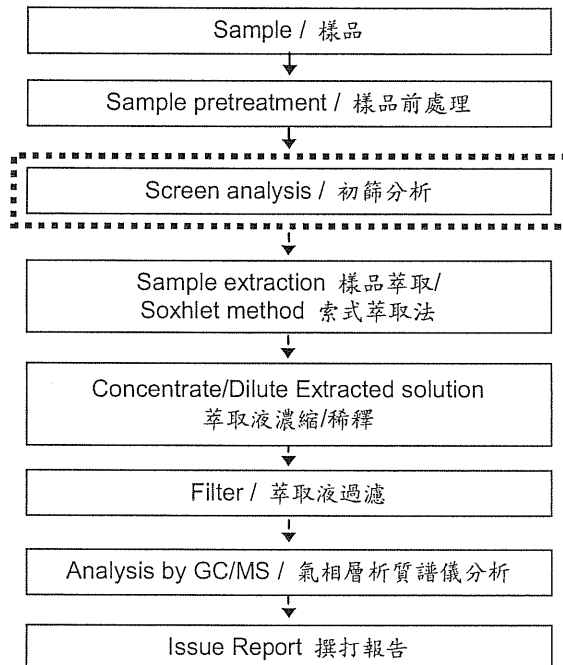 Sample / 樣品
Sample pretreatment / 樣品前處理
Screen analysis / 初篩分析
Sample extraction 樣品萃取/
Soxhlet method 索式萃取法
Concentrate/Dilute Extracted solution
萃取液濃縮/稀釋
Filter / 萃取液過濾
Analysis by GC/MS / 氣相層析質譜儀分析
Issue Report 撰打報告